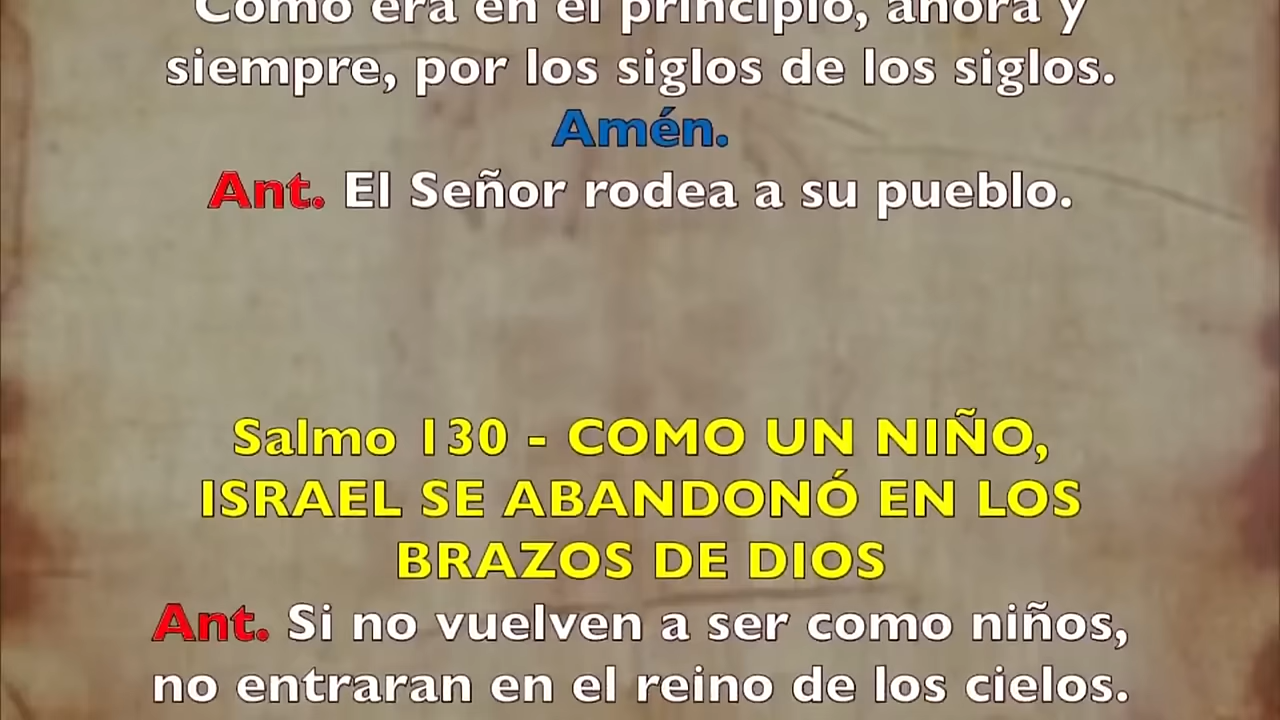 Como era en el principio, ahora y
siempre, por los siglos de los siglos.
Amén.
Ant. El Señor rodea a su pueblo.
Salmo 130 - COMO UN NIÑO,
ISRAEL SE ABANDONÓ EN LOS
BRAZOS DE DIOS
Ant. Si no vuelven a ser como niños,
no entraran en el reino de los cielos.